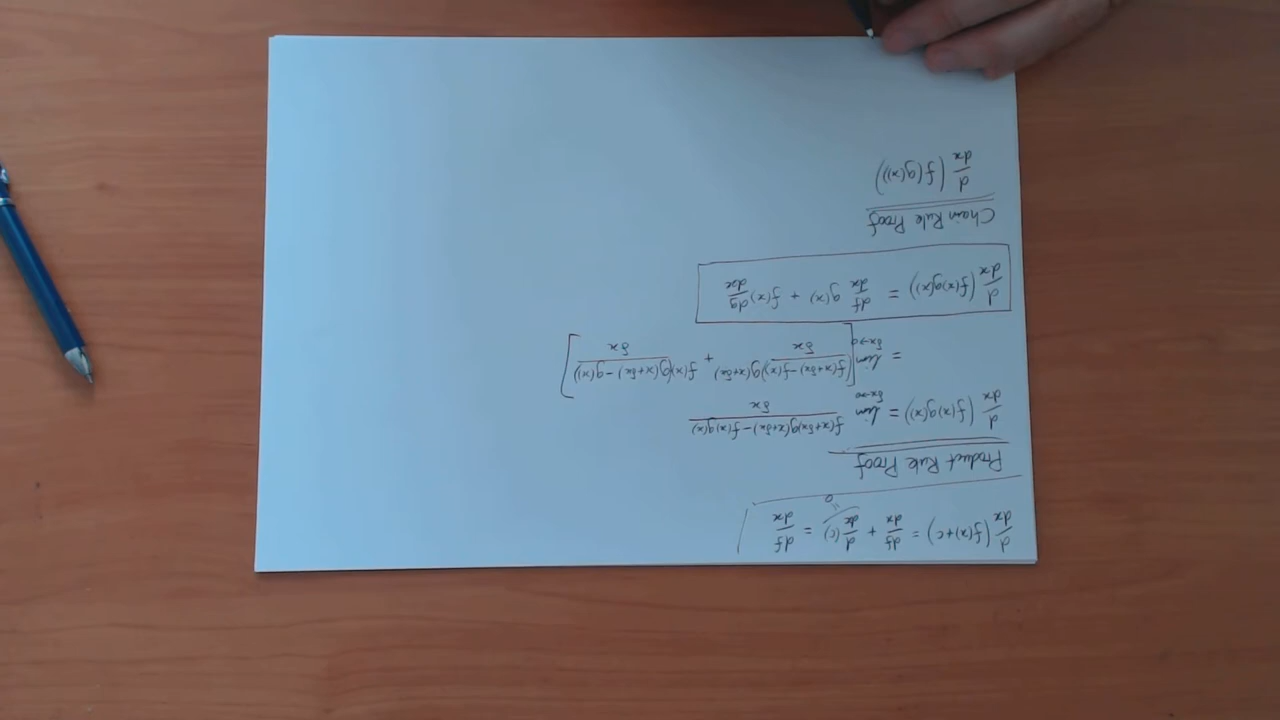 d/dx (f(x)+c) = df/dx + d/dx (c) = df/dx
0
Product Rule Proof
d/dx (f(x)g(x)) = lim δx→0 f(x+δx)g(x+δx)-f(x)g(x) / δx
= lim δx→0 [ (f(x+δx)-f(x))g(x+δx) / δx + f(x)(g(x+δx)-g(x)) / δx ]
d/dx (f(x)g(x)) = df/dx g(x) + f(x) dg/dx
Chain Rule Proof
d/dx (f(g(x)))